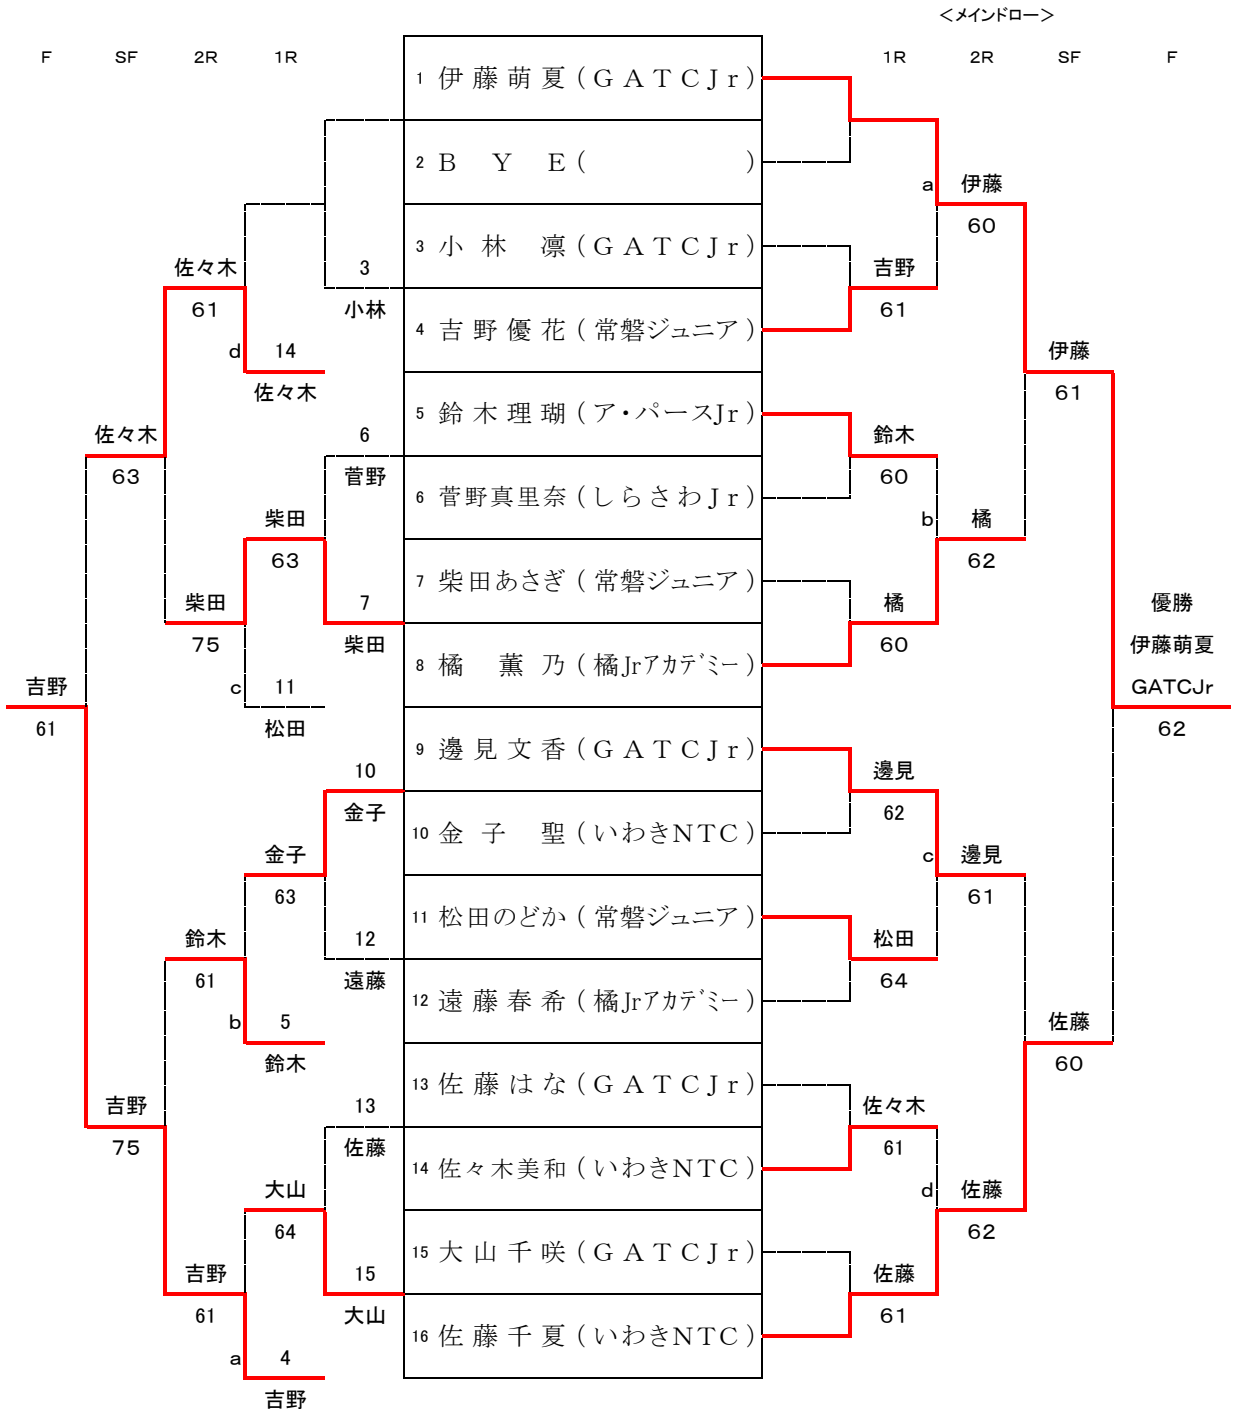 ＜メインドロー＞
F SF 2R 1R
1R 2R SF F
1 伊藤萌夏(GATCJr)
2 BYE( )
a 伊藤
60
3 小林 凛(GATCJr)
佐々木 3
吉野
61 小林
61
4 吉野優花(常磐ジュニア)
d 14
伊藤
佐々木
61
5 鈴木理瑚(ア・パースJr)
佐々木 6
鈴木
63 菅野
60
6 菅野真里奈(しらさわJr)
柴田
b 橘
63
62
7 柴田あさぎ(常磐ジュニア)
柴田 7
橘 優勝
75 柴田
60 伊藤萌夏
8 橘 薫乃(橘Jrアカデミー)
吉野 c 11
GATCJr
61 松田
62
9 邊見文香(GATCJr)
10
邊見
金子
62
10 金子 聖(いわきNTC)
金子
c 邊見
63
61
11 松田のどか(常磐ジュニア)
鈴木 12
松田
61 遠藤
64
12 遠藤春希(橘Jrアカデミー)
b 5
佐藤
鈴木
60
13 佐藤はな(GATCJr)
吉野 13
佐々木
75 佐藤
61
14 佐々木美和(いわきNTC)
大山
d 佐藤
64
62
15 大山千咲(GATCJr)
吉野 15
佐藤
61 大山
61
16 佐藤千夏(いわきNTC)
a 4
吉野